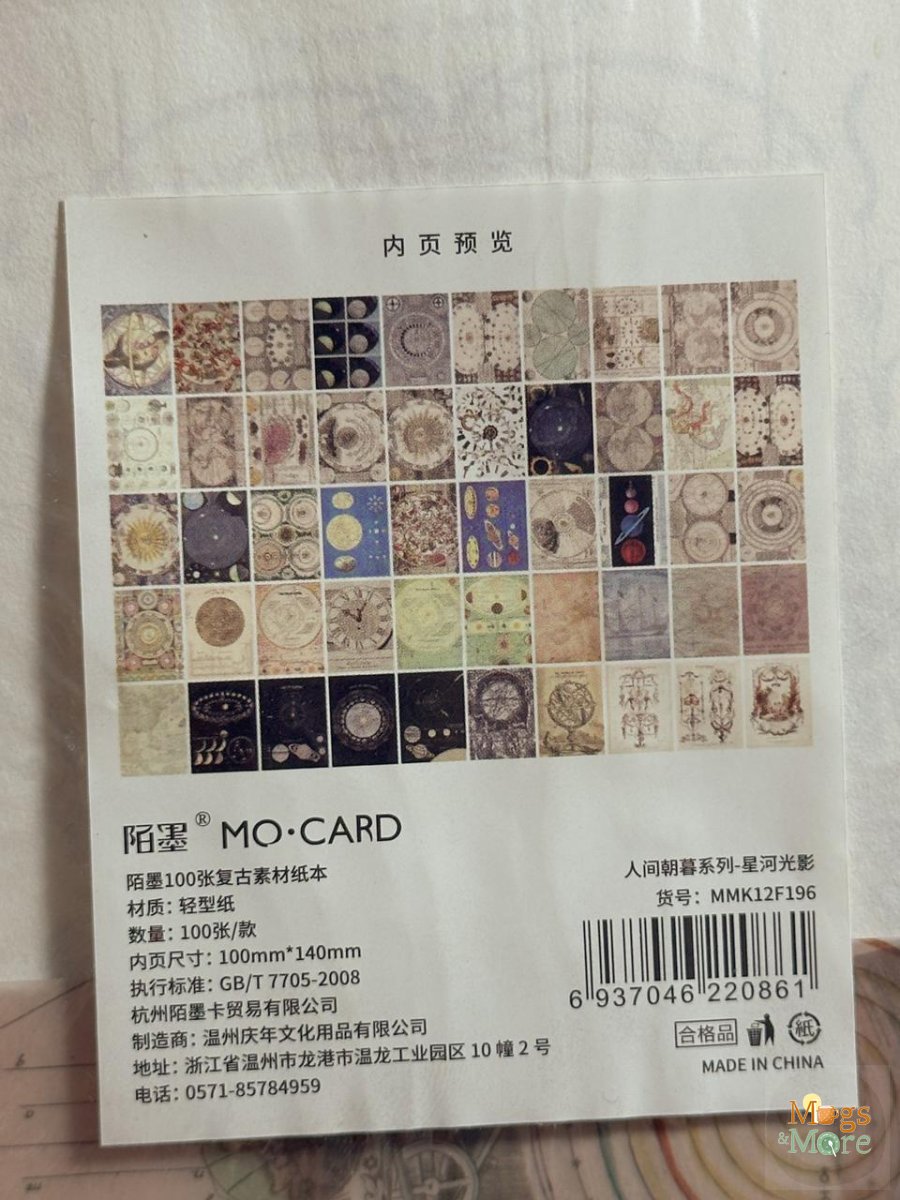 内页预览
陌墨® MO·CARD
陌墨100张复古素材纸本
材质：轻型纸
数量：100张/款
内页尺寸：100mm*140mm
执行标准：GB/T 7705-2008
杭州陌墨卡贸易有限公司
制造商：温州庆年文化用品有限公司
地址：浙江省温州市龙港市温龙工业园区 10 幢 2 号
电话：0571-85784959
人间朝暮系列-星河光影
货号：MMK12F196
6 937046 220861
合格品
紙
MADE IN CHINA
Mugs
&More